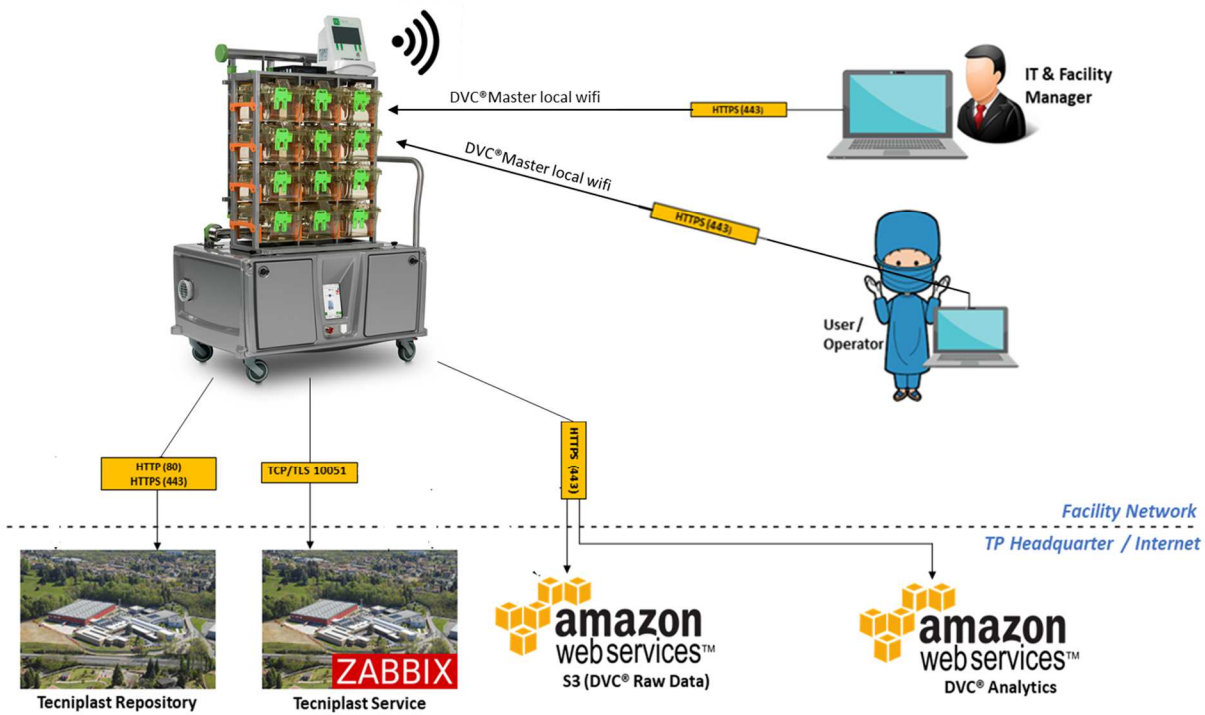 DVC®Master local wifi
HTTPS (443)
IT & Facility
Manager
DVC®Master local wifi
HTTPS (443)
User/
Operator
HTTP (80)
HTTPS (443)
TCP/TLS 10051
HTTPS (443)
Facility Network
TP Headquarter / Internet
ZABBIX
amazon
web services™
S3 (DVC® Raw Data)
amazon
web services™
DVC® Analytics
Tecniplast Repository
Tecniplast Service